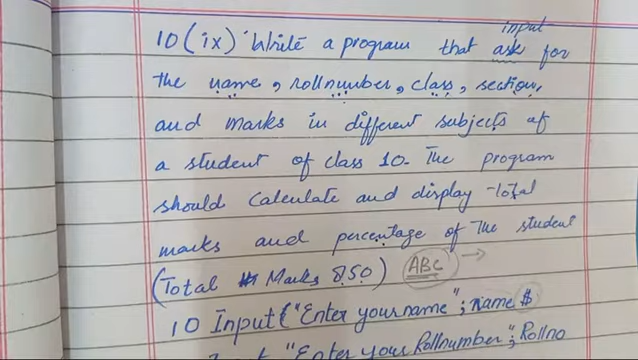 input
10 (ix) Write a program that ask for
the name, rollnumber, class, section,
and marks in different subjects of
a student of class 10. The program
should calculate and display total
marks and percentage of the student
(Total Marks 850) ABC →
10 Input ("Enter your name"; name $
"Enter your Rollnumber"; Rollno